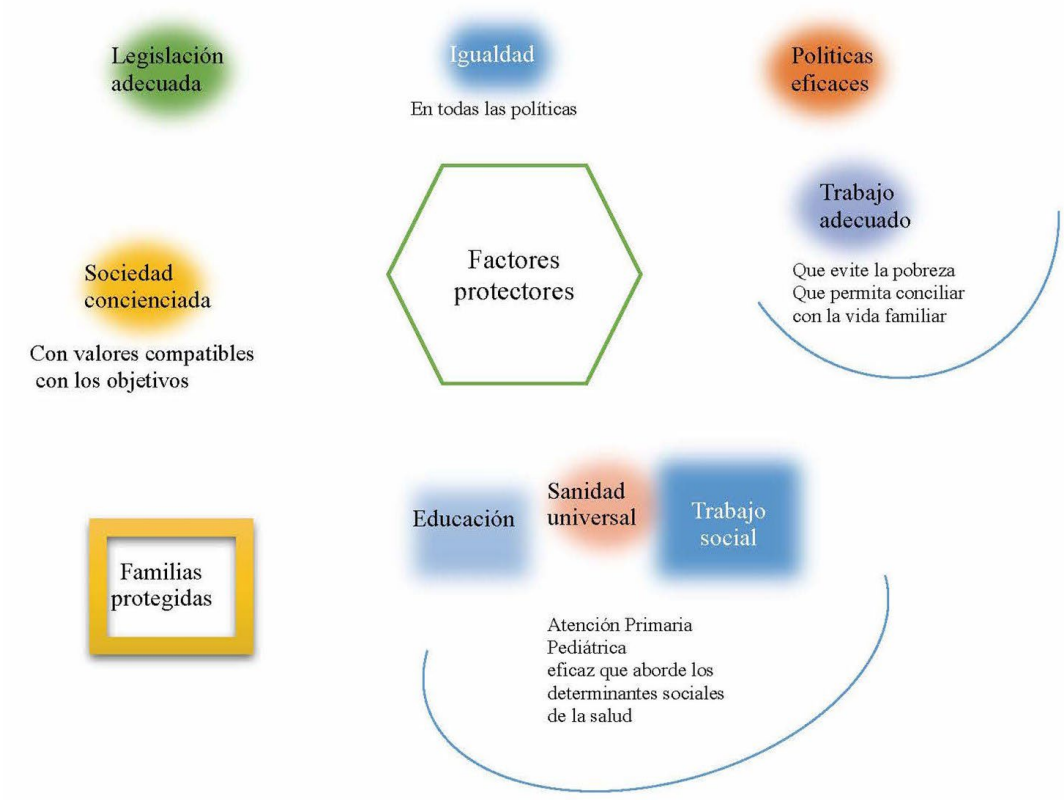 Legislación
adecuada
Igualdad
En todas las políticas
Politicas
eficaces
Trabajo
adecuado
Que evite la pobreza
Que permita conciliar
con la vida familiar
Factores
protectores
Sociedad
concienciada
Con valores compatibles
con los objetivos
Familias
protegidas
Educación
Sanidad
universal
Trabajo
social
Atención Primaria
Pediátrica
eficaz que aborde los
determinantes sociales
de la salud